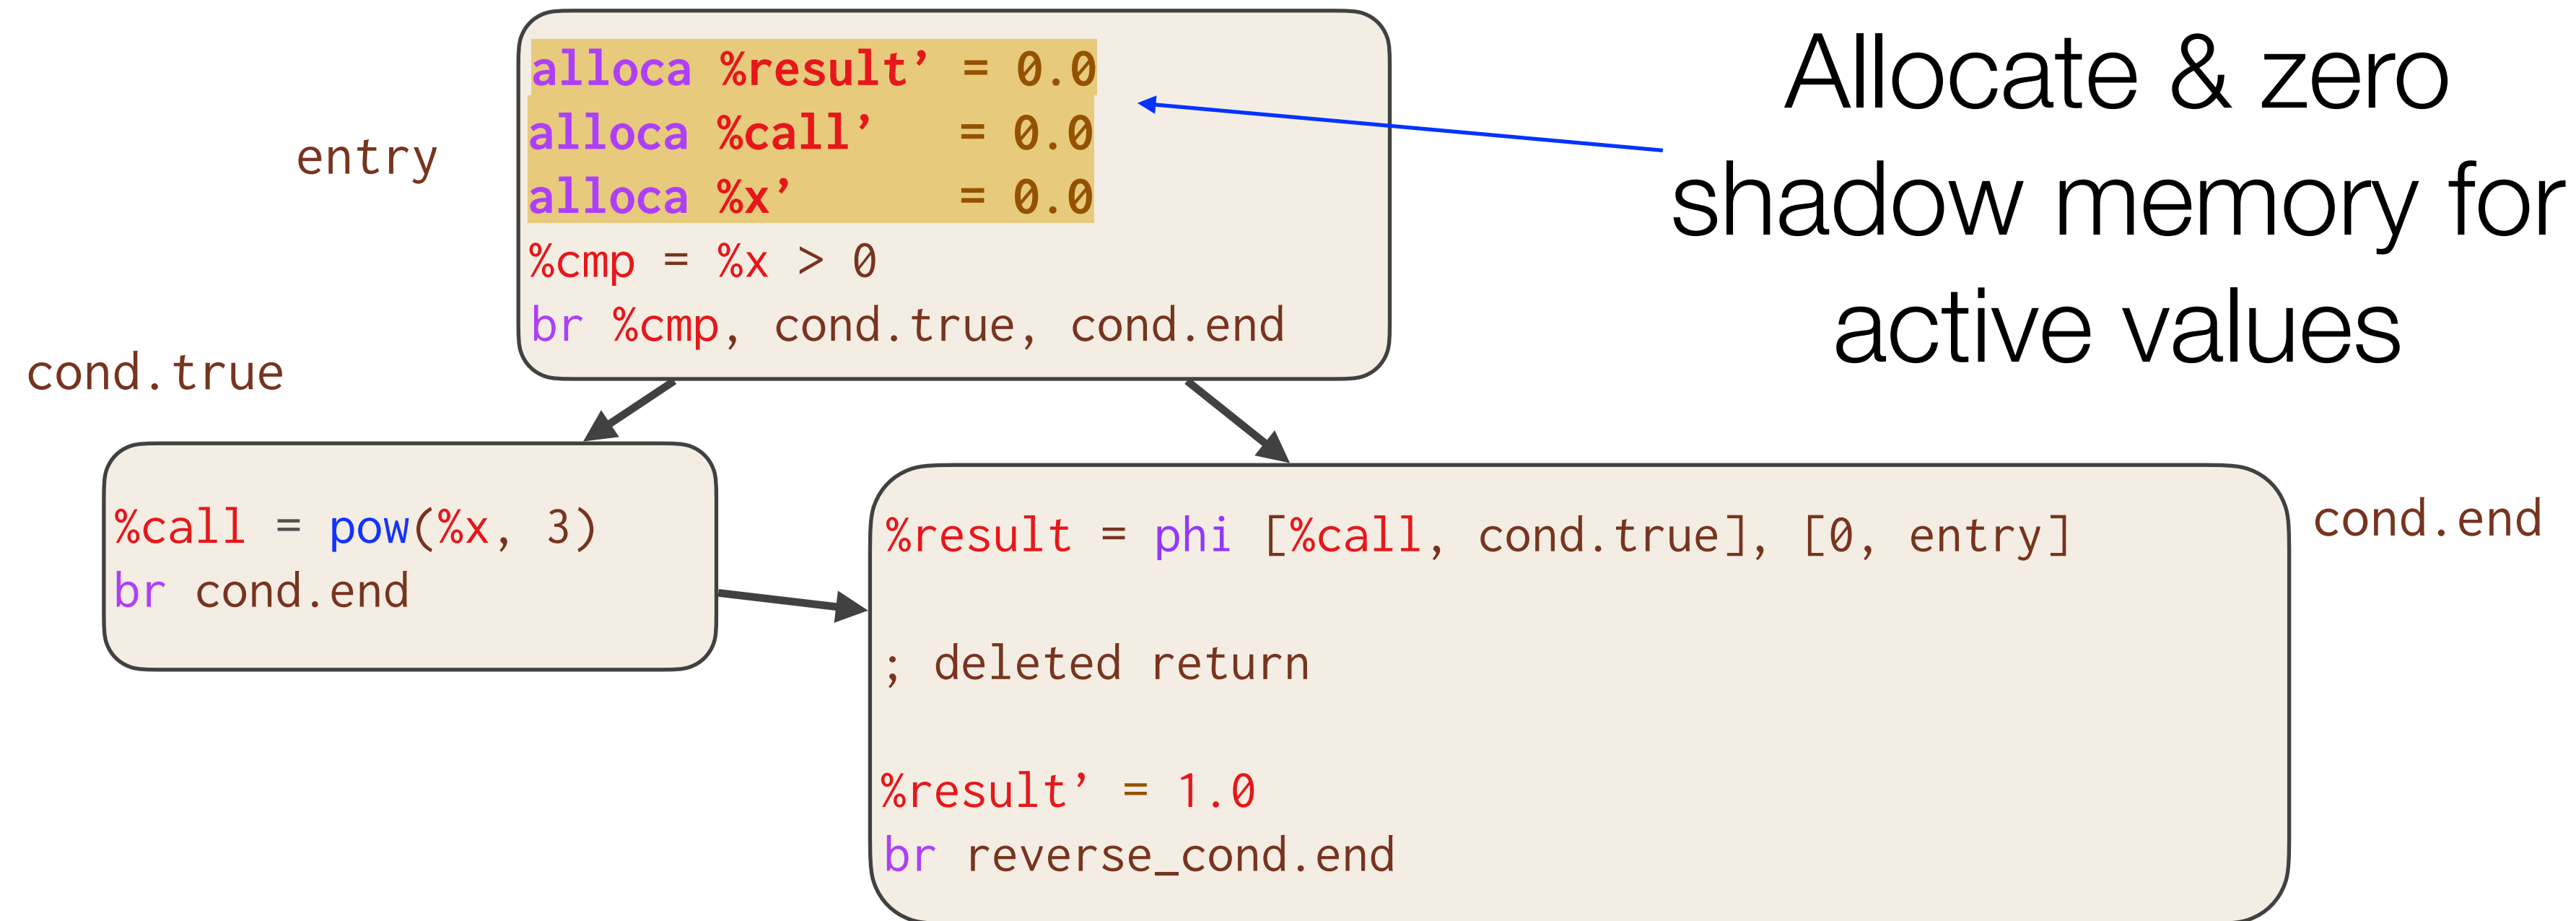 alloca %result’ = 0.0
alloca %call’ = 0.0
alloca %x’ = 0.0
%cmp = %x > 0
br %cmp, cond.true, cond.end
entry
Allocate & zero
shadow memory for
active values
cond.true
%call = pow(%x, 3)
br cond.end
%result = phi [%call, cond.true], [0, entry]
; deleted return
%result’ = 1.0
br reverse_cond.end
cond.end